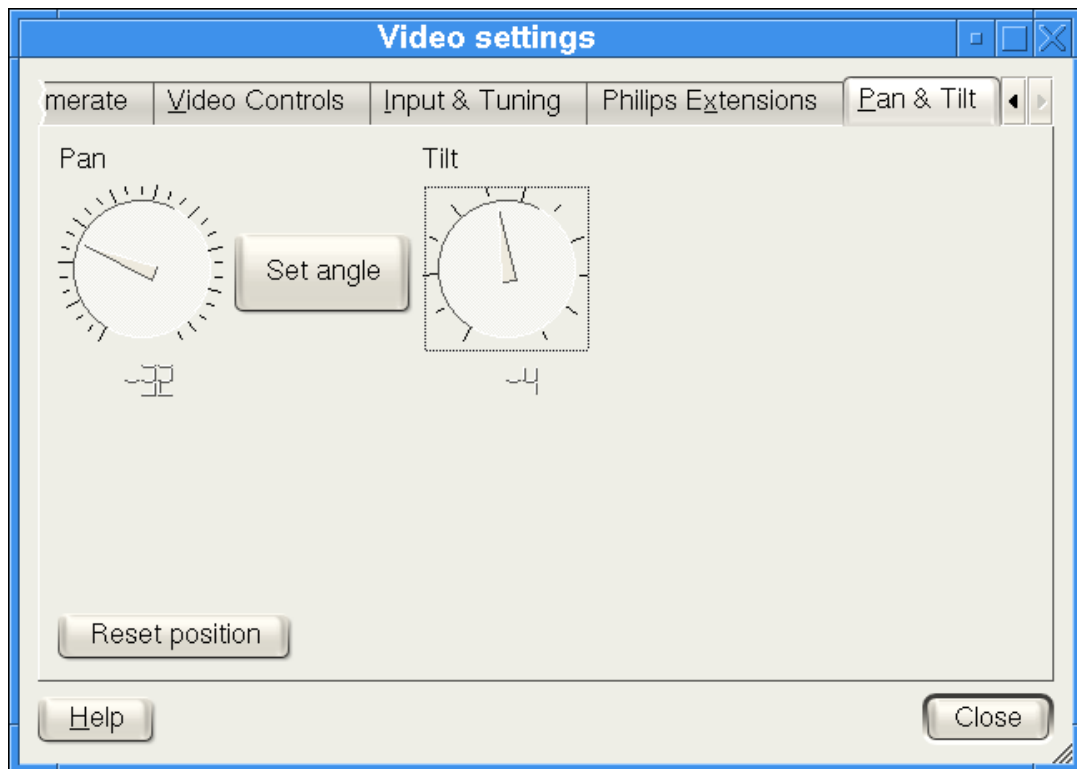 Video settings
merate Video Controls Input & Tuning Philips Extensions Pan & Tilt
Pan Tilt
Set angle
-32 -4
Reset position
Help Close